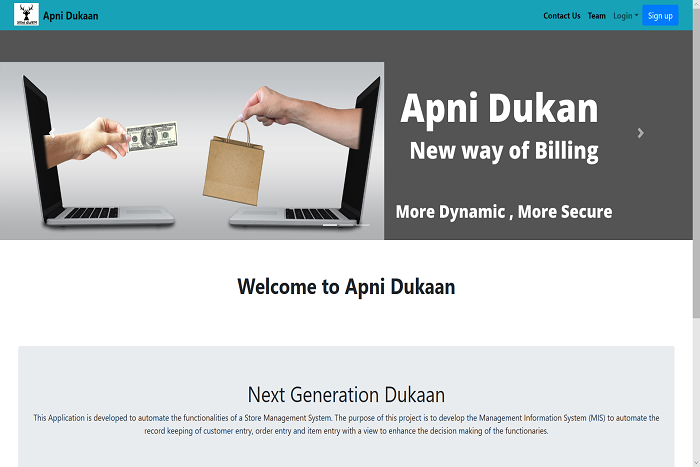 Apni Dukaan
Contact Us
Team
Login
Sign up
Apni Dukan
New way of Billing
More Dynamic , More Secure
Welcome to Apni Dukaan
Next Generation Dukaan
This Application is developed to automate the functionalities of a Store Management System. The purpose of this project is to develop the Management Information System (MIS) to automate the
record keeping of customer entry, order entry and item entry with a view to enhance the decision making of the functionaries.